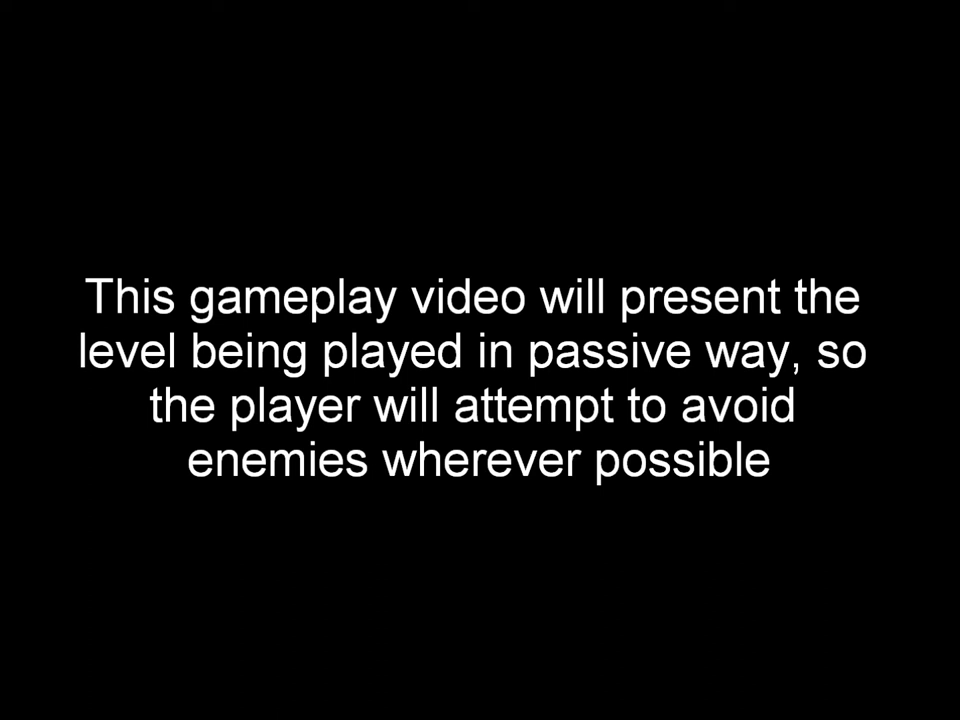 This gameplay video will present the
level being played in passive way, so
the player will attempt to avoid
enemies wherever possible